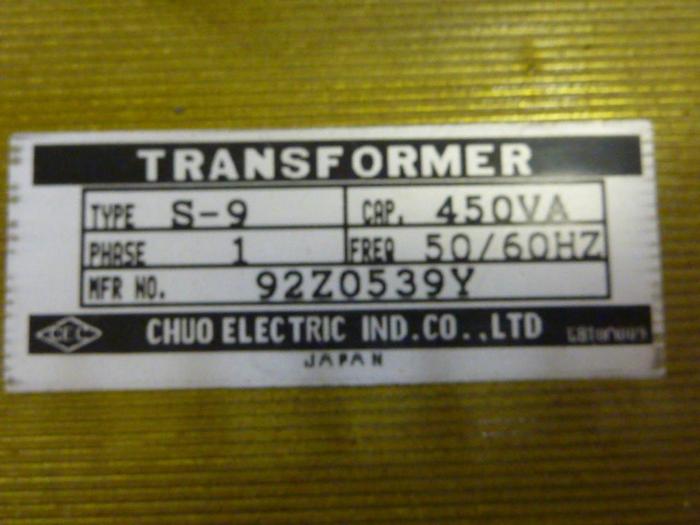 TRANSFORMER
TYPE S-9 CAP. 450VA
PHASE 1 FREQ 50/60HZ
MFR NO. 92Z0539Y
CEC CHUO ELECTRIC IND.CO.,LTD
JAPAN